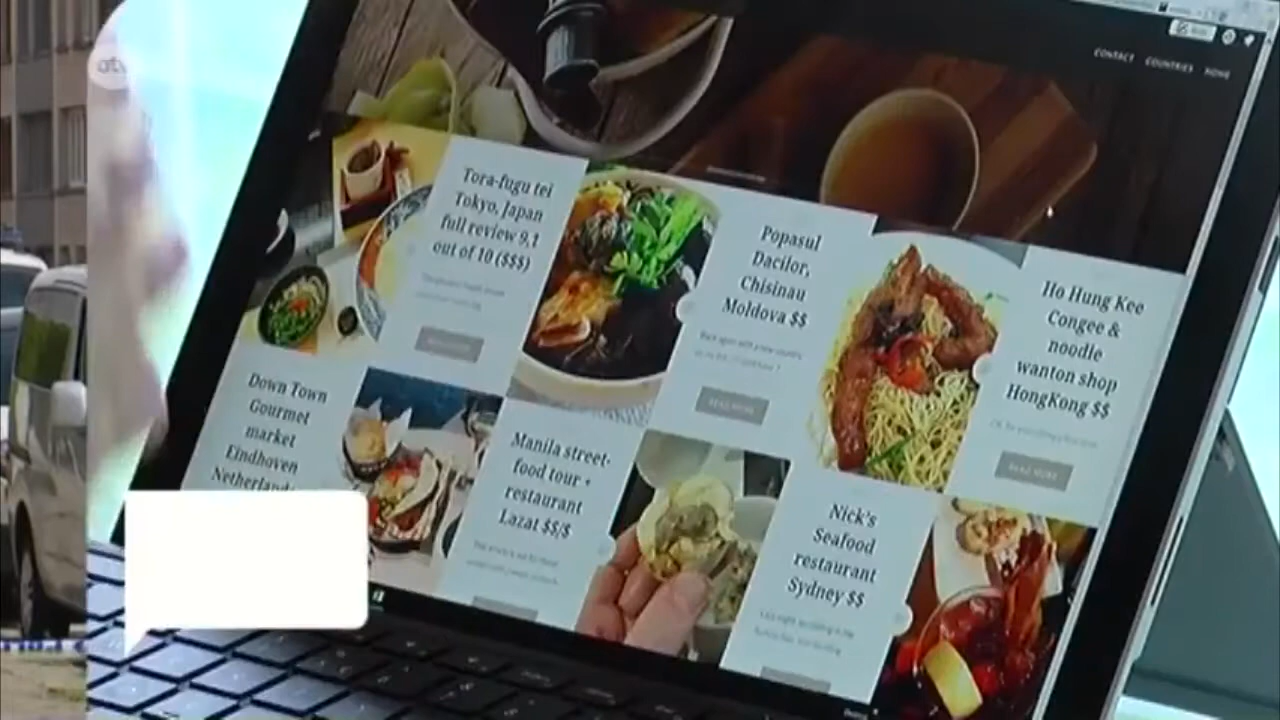 atv
CONTACT
COUNTRIES
HOME
Tora-fugu tei
Tokyo, Japan
full review 9,1
out of 10 ($$$)
Popasul
Dacilor,
Chisinau
Moldova $$
READ MORE
Ho Hung Kee
Congee &
noodle
wanton shop
HongKong $$
READ MORE
Down Town
Gourmet
market
Eindhoven
Netherlands
Manila street-
food tour +
restaurant
Lazat $$/$
Nick's
Seafood
restaurant
Sydney $$